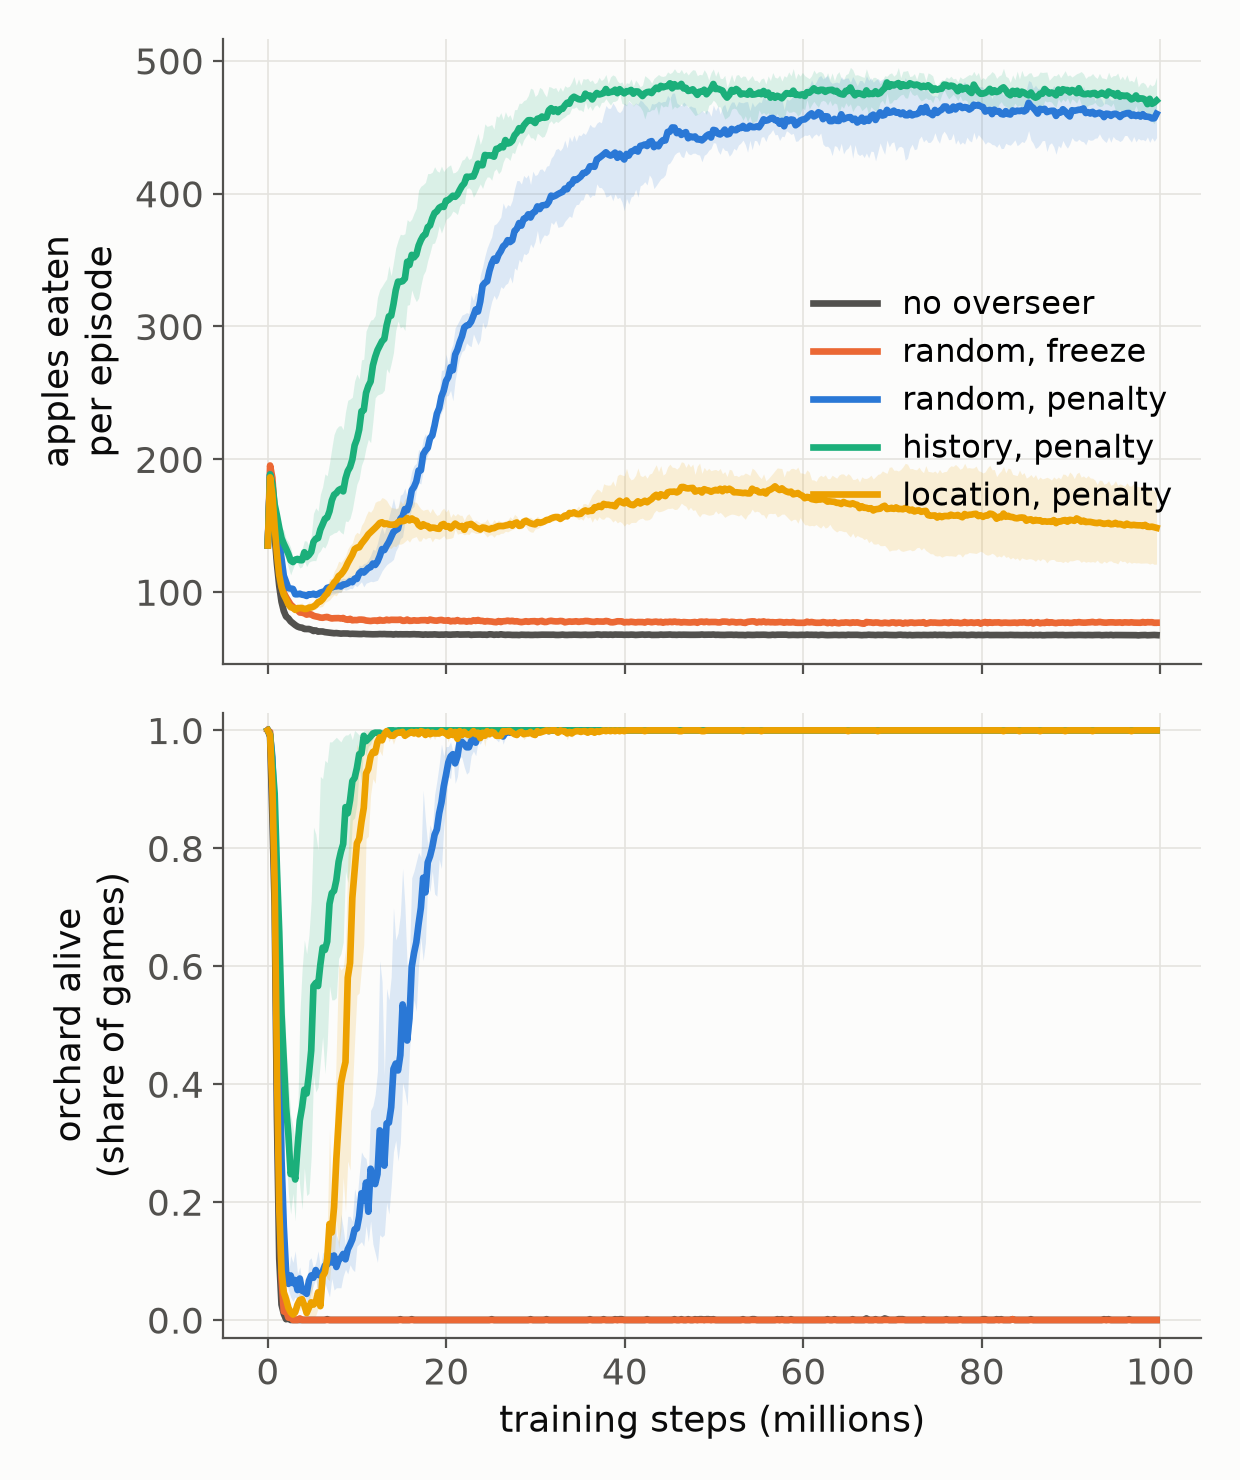 500
400
300
200
100
apples eaten
per episode
no overseer
random, freeze
random, penalty
history, penalty
location, penalty
1.0
0.8
0.6
0.4
0.2
0.0
orchard alive
(share of games)
0 20 40 60 80 100
training steps (millions)